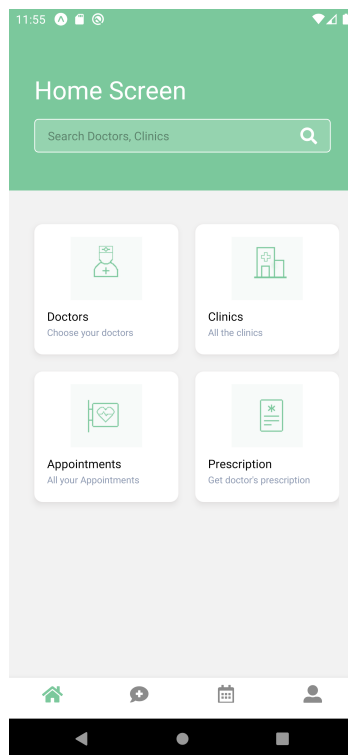 11:55
Home Screen
Search Doctors, Clinics
Doctors
Choose your doctors
Clinics
All the clinics
Appointments
All your Appointments
Prescription
Get doctor's prescription